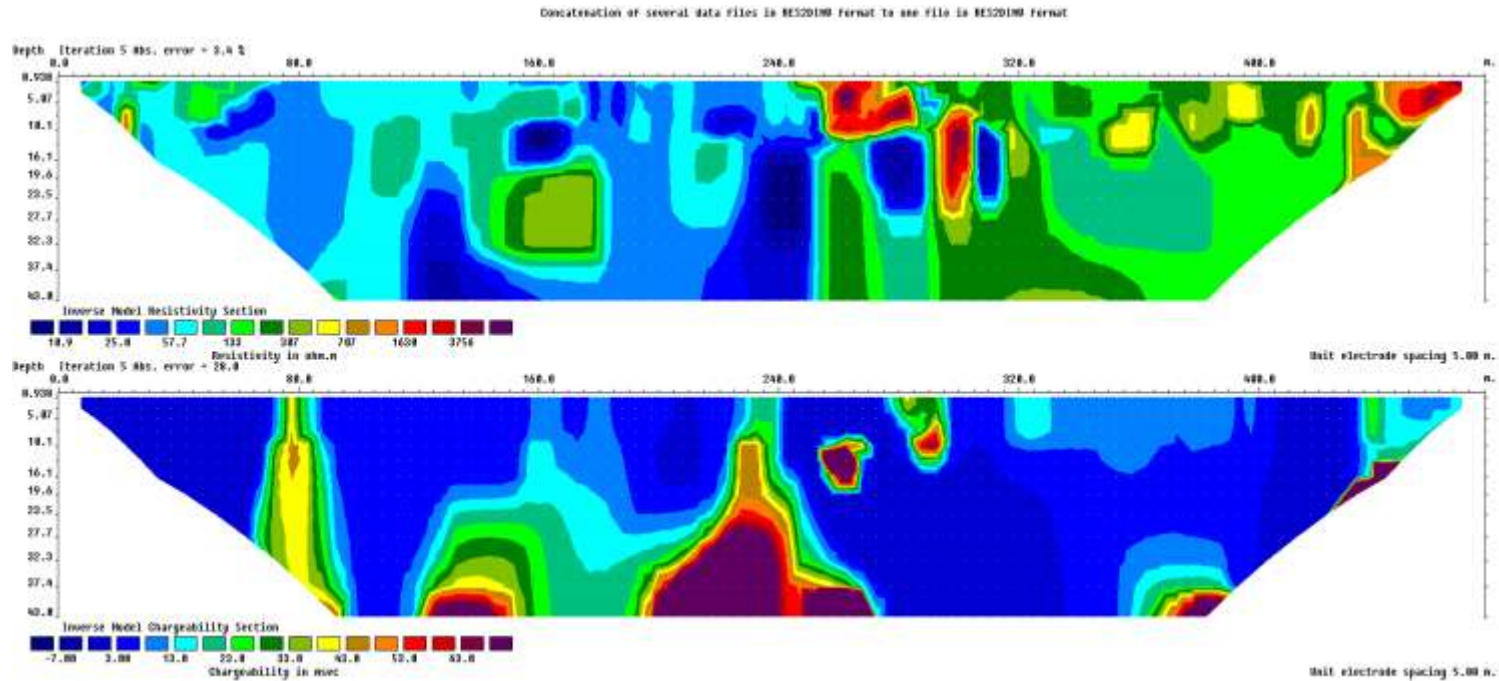 Concatenation of several data files in RES2DINV format to one file in RES2DINV format
Depth Iteration 5 Abs. error = 3.4 %
0.0 80.0 160.0 240.0 320.0 400.0 m.
0.938
5.07
10.1
16.1
19.6
23.5
27.7
32.3
37.4
43.0
Inverse Model Resistivity Section
10.9 25.0 57.7 133 307 707 1630 3756
Resistivity in ohm.m
Unit electrode spacing 5.00 m.
Depth Iteration 5 Abs. error = 20.0
0.0 80.0 160.0 240.0 320.0 400.0 m.
0.938
5.07
10.1
16.1
19.6
23.5
27.7
32.3
37.4
43.0
Inverse Model Chargeability Section
-7.00 3.00 13.0 23.0 33.0 43.0 53.0 63.0
Chargeability in msec
Unit electrode spacing 5.00 m.